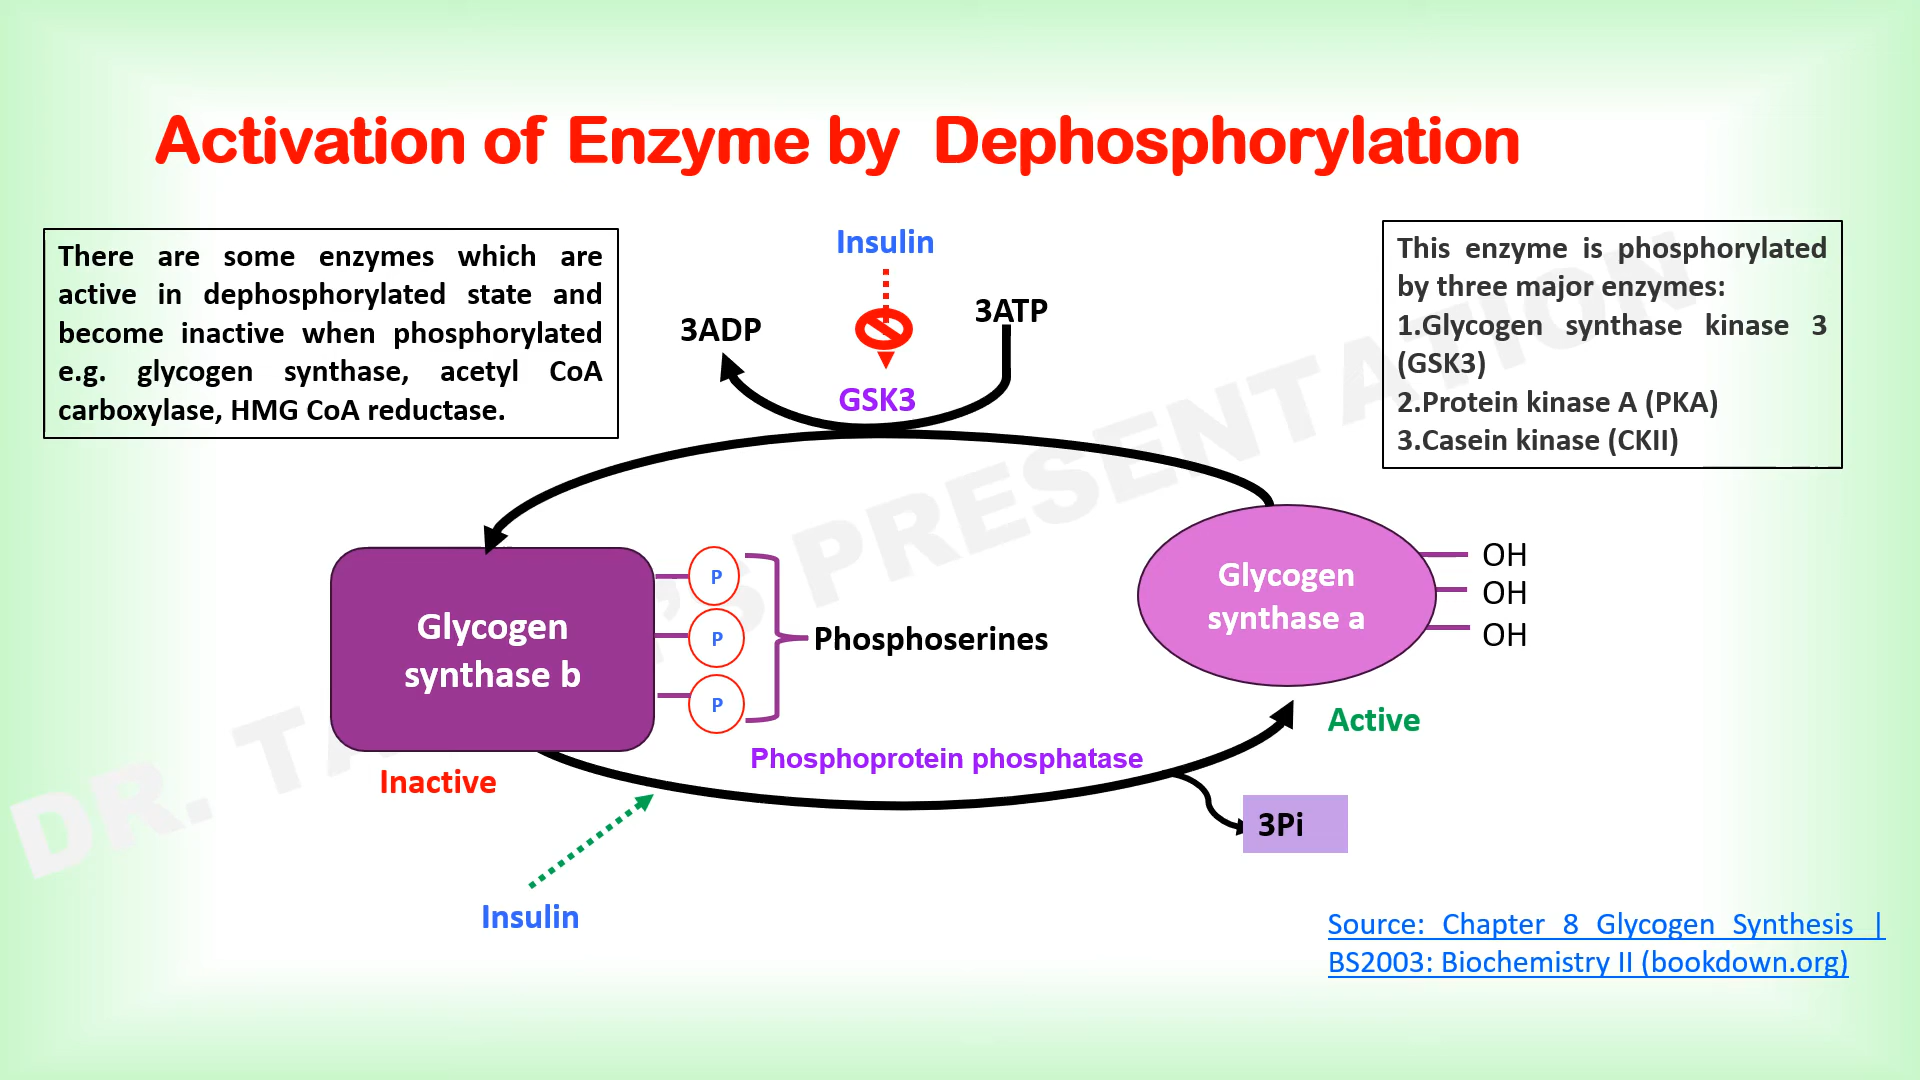 Activation of Enzyme by Dephosphorylation
There are some enzymes which are
active in dephosphorylated state and
become inactive when phosphorylated
e.g. glycogen synthase, acetyl CoA
carboxylase, HMG CoA reductase.
Insulin
3ADP
3ATP
GSK3
This enzyme is phosphorylated
by three major enzymes:
1.Glycogen synthase kinase 3
(GSK3)
2.Protein kinase A (PKA)
3.Casein kinase (CKII)
Glycogen
synthase b
P
P
P
Phosphoserines
Glycogen
synthase a
OH
OH
OH
Inactive
Phosphoprotein phosphatase
Active
3Pi
Insulin
Source: Chapter 8 Glycogen Synthesis |
BS2003: Biochemistry II (bookdown.org)
DR. PRESENTATION